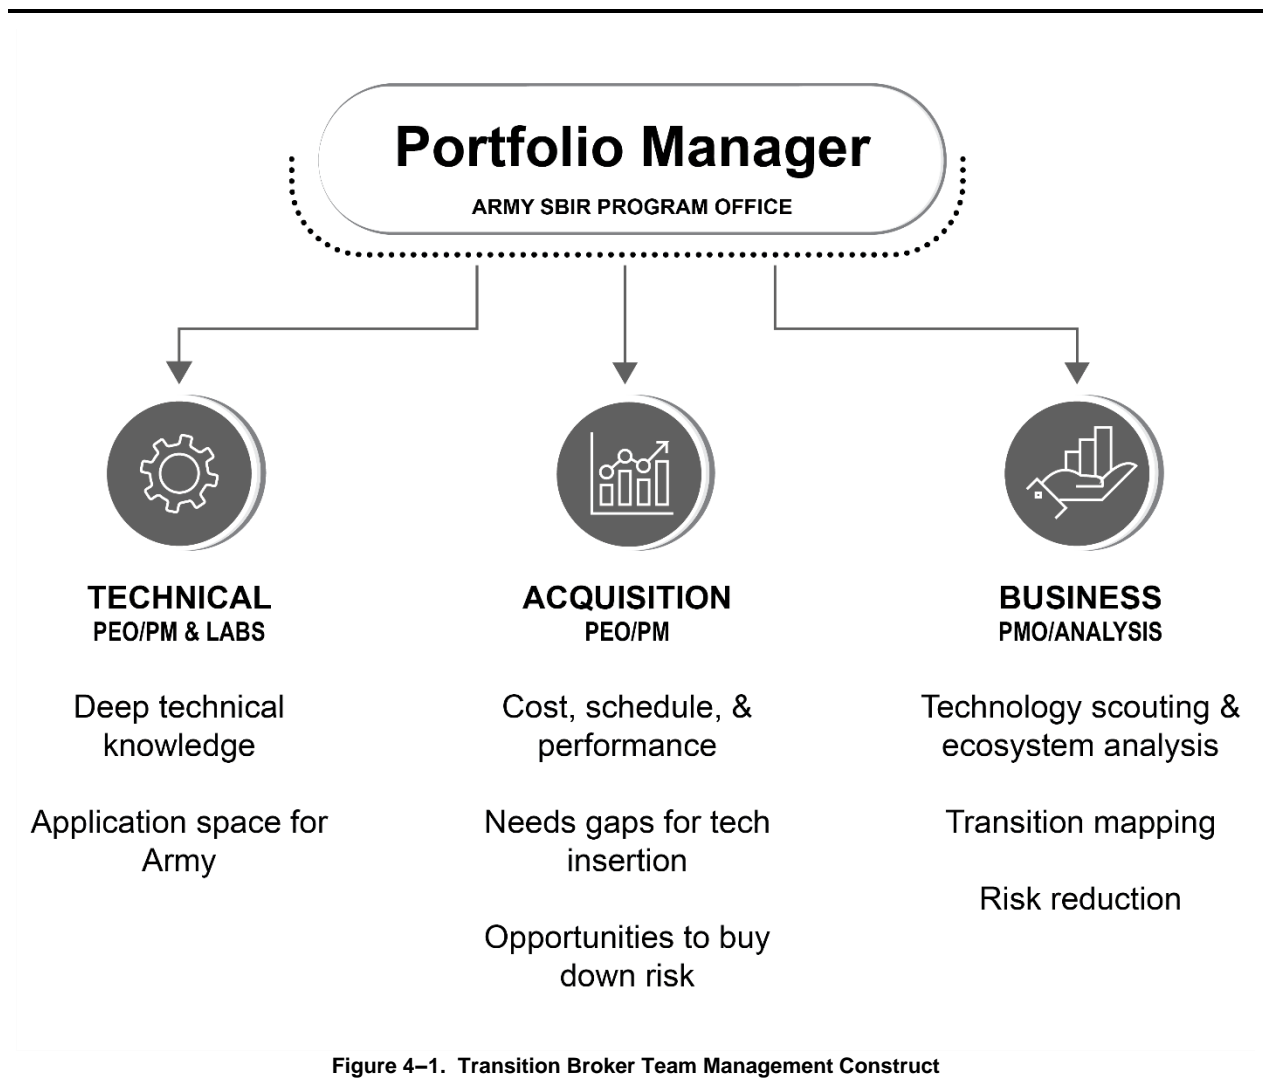 Portfolio Manager
ARMY SBIR PROGRAM OFFICE
TECHNICAL
PEO/PM & LABS
Deep technical
knowledge
Application space for
Army
ACQUISITION
PEO/PM
Cost, schedule, &
performance
Needs gaps for tech
insertion
Opportunities to buy
down risk
BUSINESS
PMO/ANALYSIS
Technology scouting &
ecosystem analysis
Transition mapping
Risk reduction
Figure 4–1. Transition Broker Team Management Construct